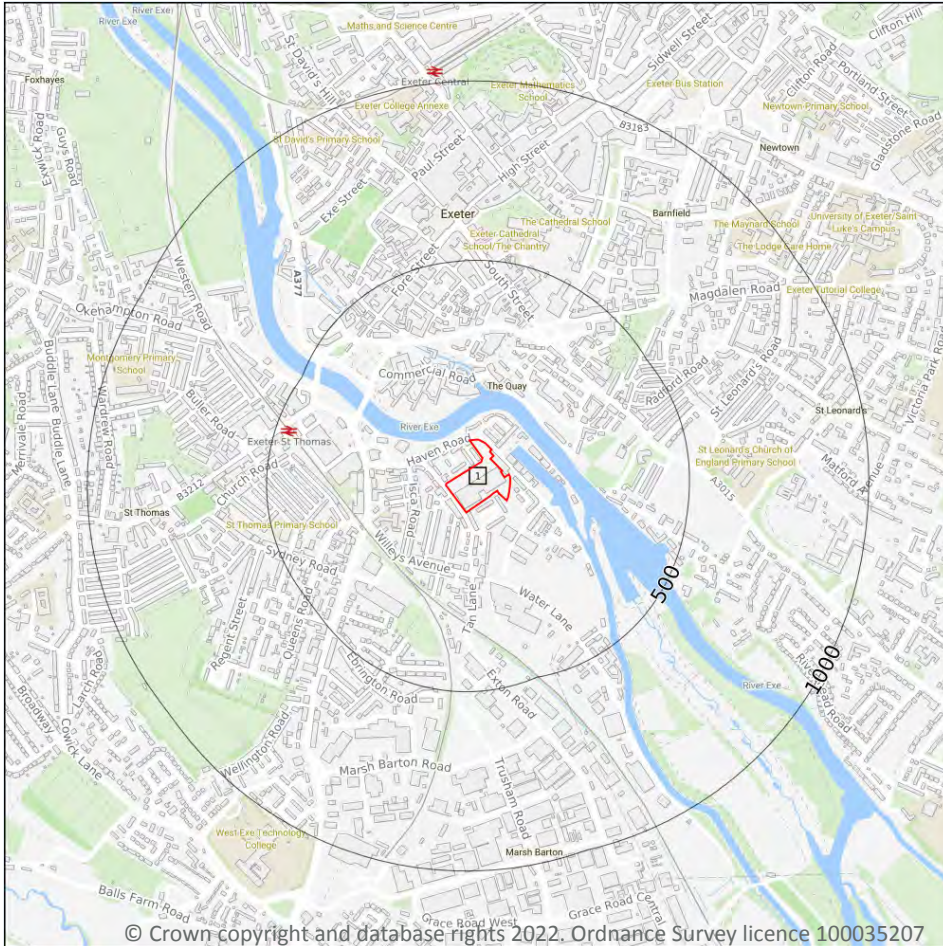 River Exe
River Exe
Maths and Science Centre
Sidwell Street
Clifton Hill
Clifton Road
Portland Street
Foxhayes
St David's Hill
Exeter Central
Exeter Mathematics
School
Exeter Bus Station
Exeter College Annexe
Newtown Primary School
Gladstone Road
Exwick Road
Guys Road
St David's Primary School
B3183
Newtown
Paul Street
High Street
Exe Street
Exeter
The Cathedral School
Barnfield
The Maynard School
University of Exeter/Saint
Luke's Campus
Exeter Cathedral
School/The Chantry
The Lodge Care Home
Western Road
A377
Fore Street
South Street
Exeter Tutorial College
Magdalen Road
Okehampton Road
Buddle Lane
Buddle Lane
Wardrew Road
Montgomery Primary
School
Commercial Road
The Quay
Radford Road
St Leonard's Road
Victoria Park Road
Merrivale Road
Buller Road
St Leonard's
River Exe
Exeter St Thomas
Haven Road
St Leonard's Church of
England Primary School
Matford Avenue
1
Church Road
B3212
A3015
St Thomas
Isca Road
St Thomas Primary School
Willeys Avenue
Sydney Road
500
Water Lane
Tan Lane
Regent Street
Queens Road
Larch Road
Ebrington Road
1000
River Exe
Exton Road
Broadway
Cowick Lane
Wellington Road
Marsh Barton Road
Trusham Road
West Exe Technology
College
Marsh Barton
Balls Farm Road
Grace Road West
Grace Road Central
© Crown copyright and database rights 2022. Ordnance Survey licence 100035207